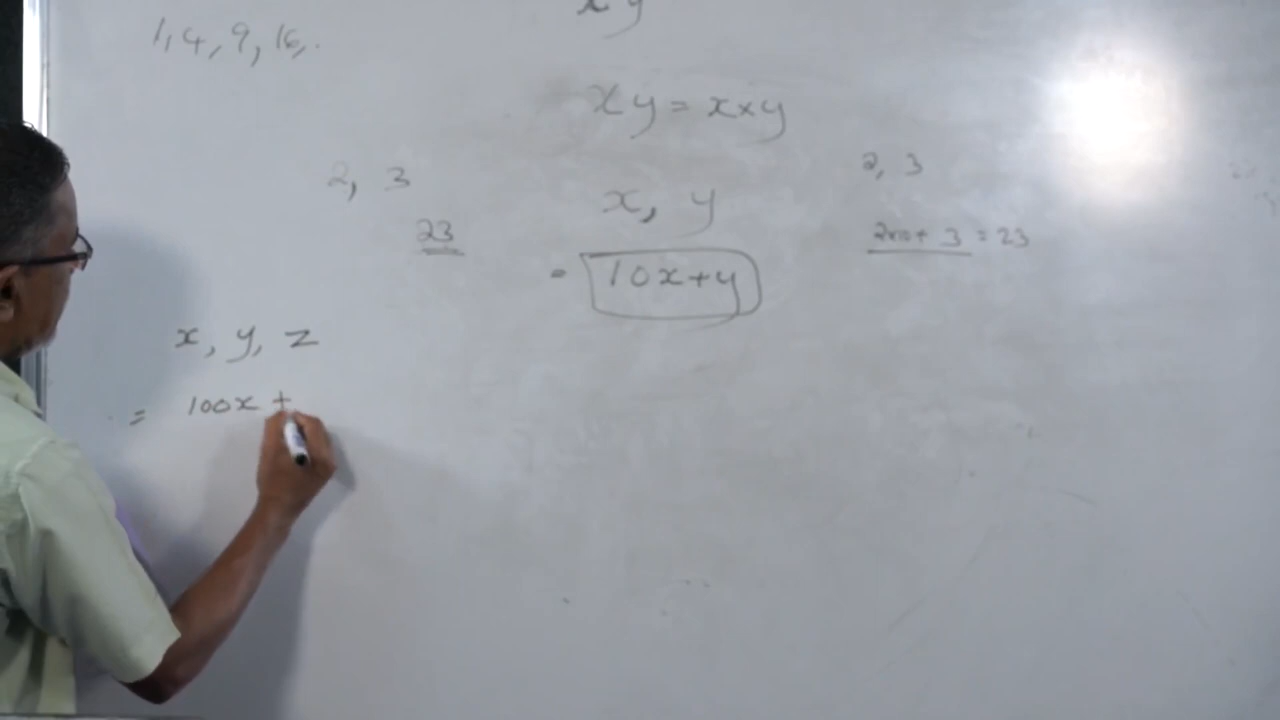 x y
1, 4, 9, 16,.
xy = x×y
2, 3
x, y
2, 3
23
= 10x+y
2×10+ 3 = 23
x, y, z
= 100x +